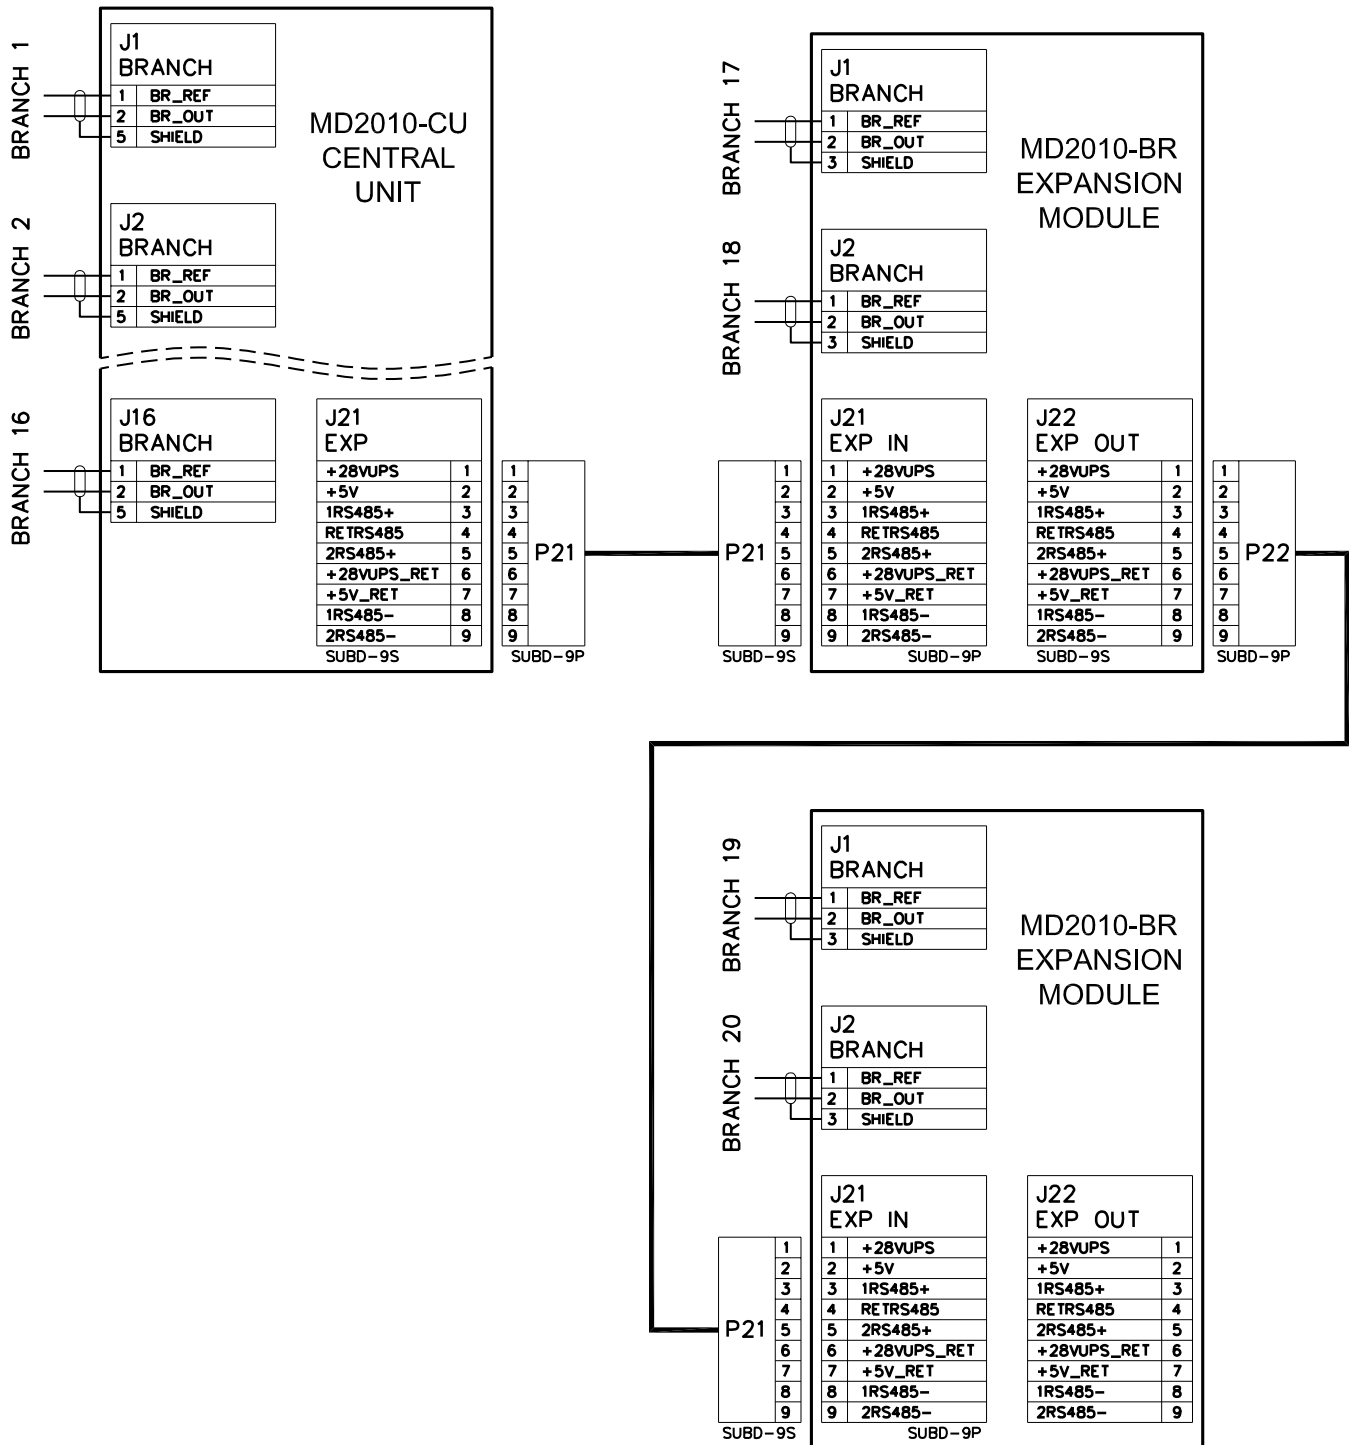 BRANCH 1
J1
BRANCH
1 BR_REF
2 BR_OUT
5 SHIELD
MD2010-CU
CENTRAL
UNIT
BRANCH 2
J2
BRANCH
1 BR_REF
2 BR_OUT
5 SHIELD
BRANCH 16
J16
BRANCH
1 BR_REF
2 BR_OUT
5 SHIELD
J21
EXP
+28VUPS 1
+5V 2
1RS485+ 3
RETRS485 4
2RS485+ 5
+28VUPS_RET 6
+5V_RET 7
1RS485- 8
2RS485- 9
SUBD-9S
1
2
3
4
5
6
7
8
9
P21
SUBD-9P
BRANCH 17
J1
BRANCH
1 BR_REF
2 BR_OUT
3 SHIELD
MD2010-BR
EXPANSION
MODULE
BRANCH 18
J2
BRANCH
1 BR_REF
2 BR_OUT
3 SHIELD
P21
1
2
3
4
5
6
7
8
9
SUBD-9S
J21
EXP IN
1 +28VUPS
2 +5V
3 1RS485+
4 RETRS485
5 2RS485+
6 +28VUPS_RET
7 +5V_RET
8 1RS485-
9 2RS485-
SUBD-9P
J22
EXP OUT
+28VUPS 1
+5V 2
1RS485+ 3
RETRS485 4
2RS485+ 5
+28VUPS_RET 6
+5V_RET 7
1RS485- 8
2RS485- 9
SUBD-9S
1
2
3
4
5
6
7
8
9
P22
SUBD-9P
BRANCH 19
J1
BRANCH
1 BR_REF
2 BR_OUT
3 SHIELD
MD2010-BR
EXPANSION
MODULE
BRANCH 20
J2
BRANCH
1 BR_REF
2 BR_OUT
3 SHIELD
P21
1
2
3
4
5
6
7
8
9
SUBD-9S
J21
EXP IN
1 +28VUPS
2 +5V
3 1RS485+
4 RETRS485
5 2RS485+
6 +28VUPS_RET
7 +5V_RET
8 1RS485-
9 2RS485-
SUBD-9P
J22
EXP OUT
+28VUPS 1
+5V 2
1RS485+ 3
RETRS485 4
2RS485+ 5
+28VUPS_RET 6
+5V_RET 7
1RS485- 8
2RS485- 9